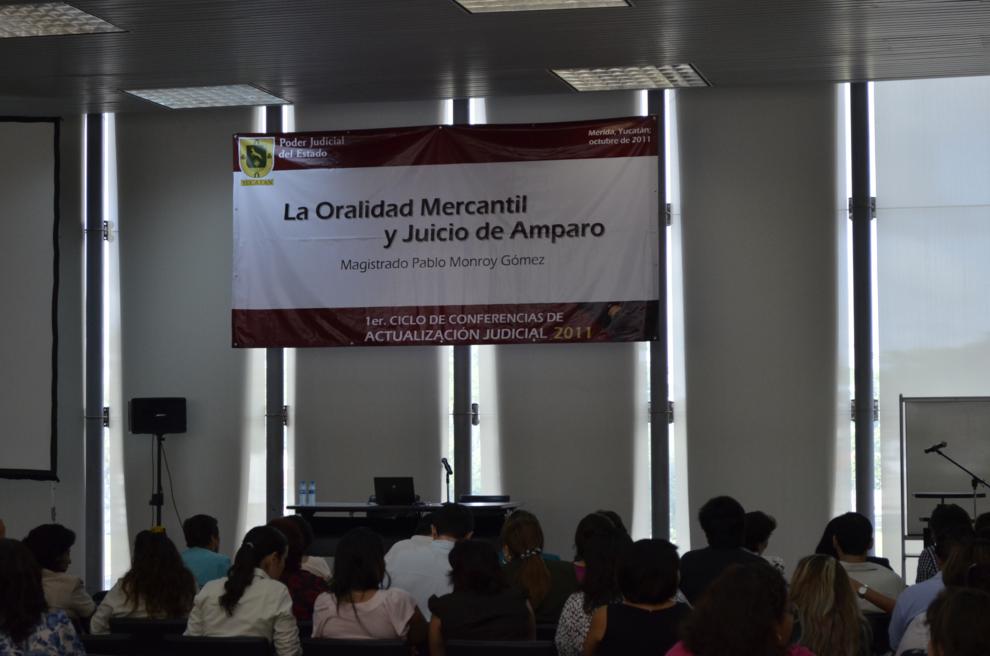 Poder Judicial
del Estado
YUCATAN
Mérida, Yucatán;
octubre de 2011
La Oralidad Mercantil
y Juicio de Amparo
Magistrado Pablo Monroy Gómez
1er. CICLO DE CONFERENCIAS DE
ACTUALIZACIÓN JUDICIAL 2011